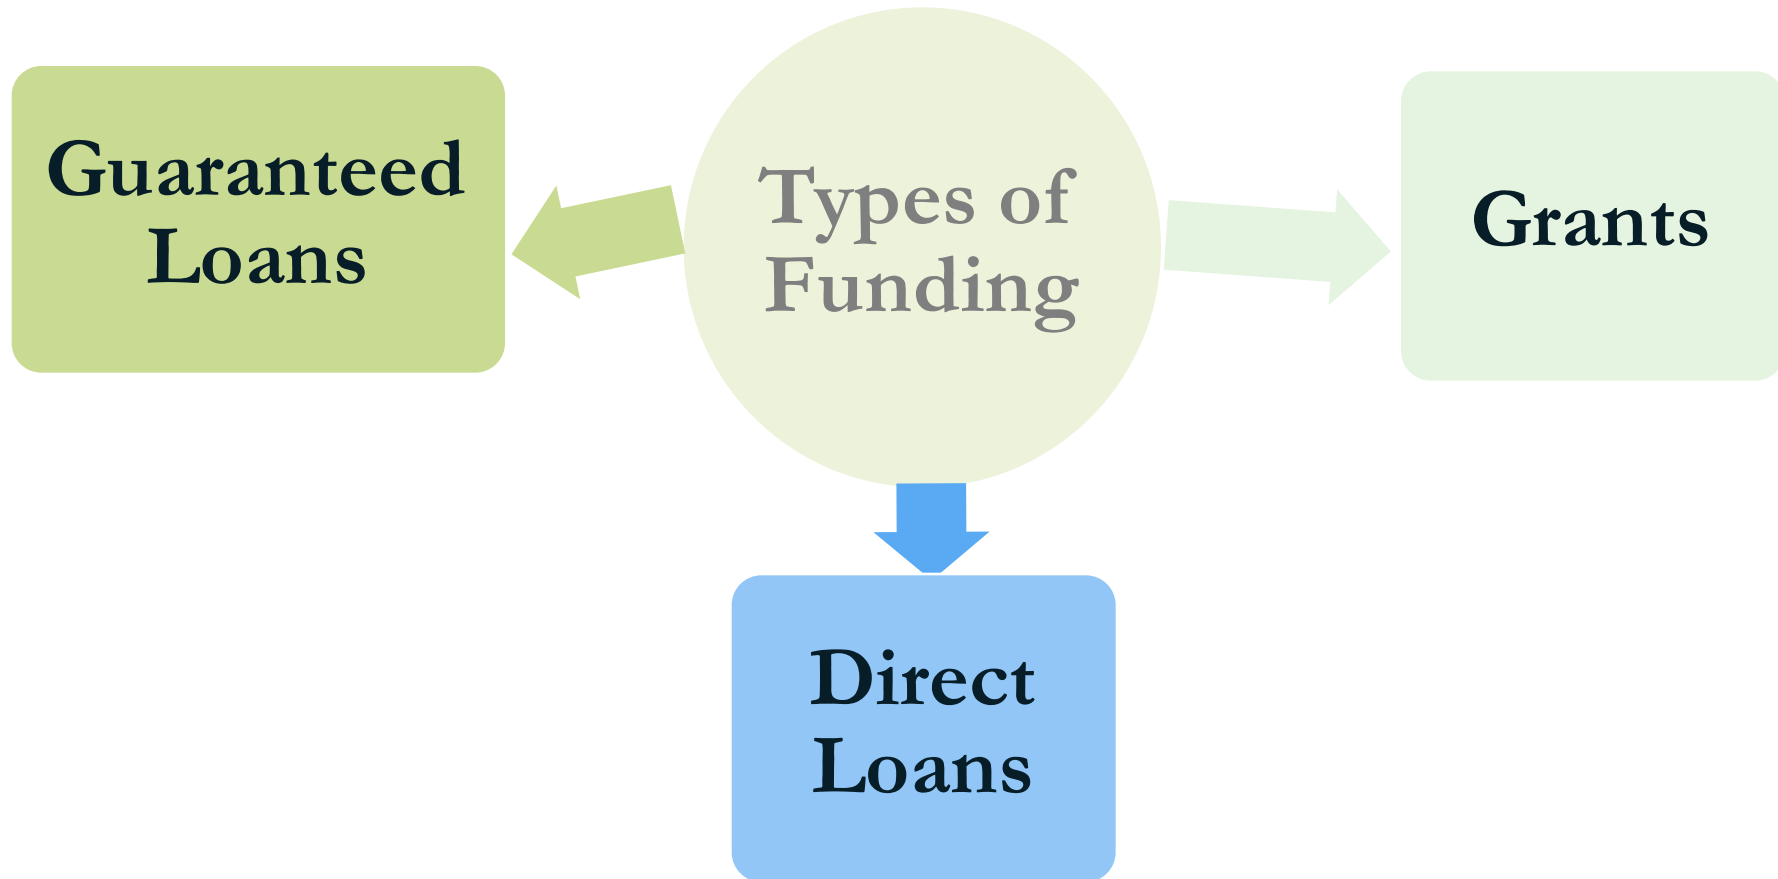 Guaranteed
Loans
Types of
Funding
Grants
Direct
Loans